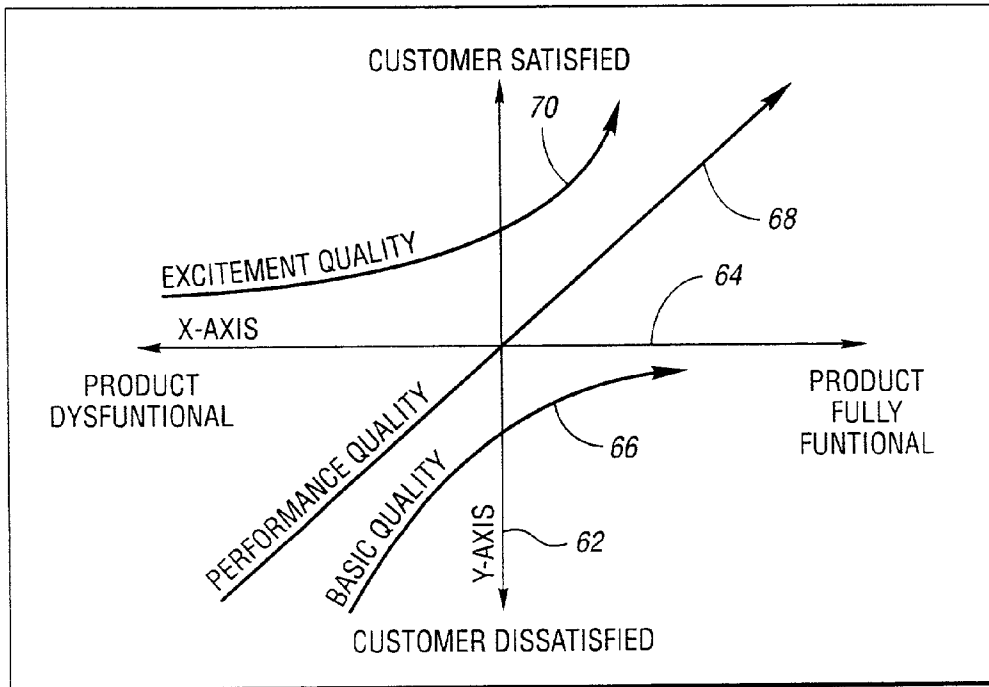 CUSTOMER SATISFIED
70
68
EXCITEMENT QUALITY
64
X-AXIS
PRODUCT
DYSFUNTIONAL
PRODUCT
FULLY
FUNTIONAL
PERFORMANCE QUALITY
BASIC QUALITY
66
Y-AXIS
62
CUSTOMER DISSATISFIED